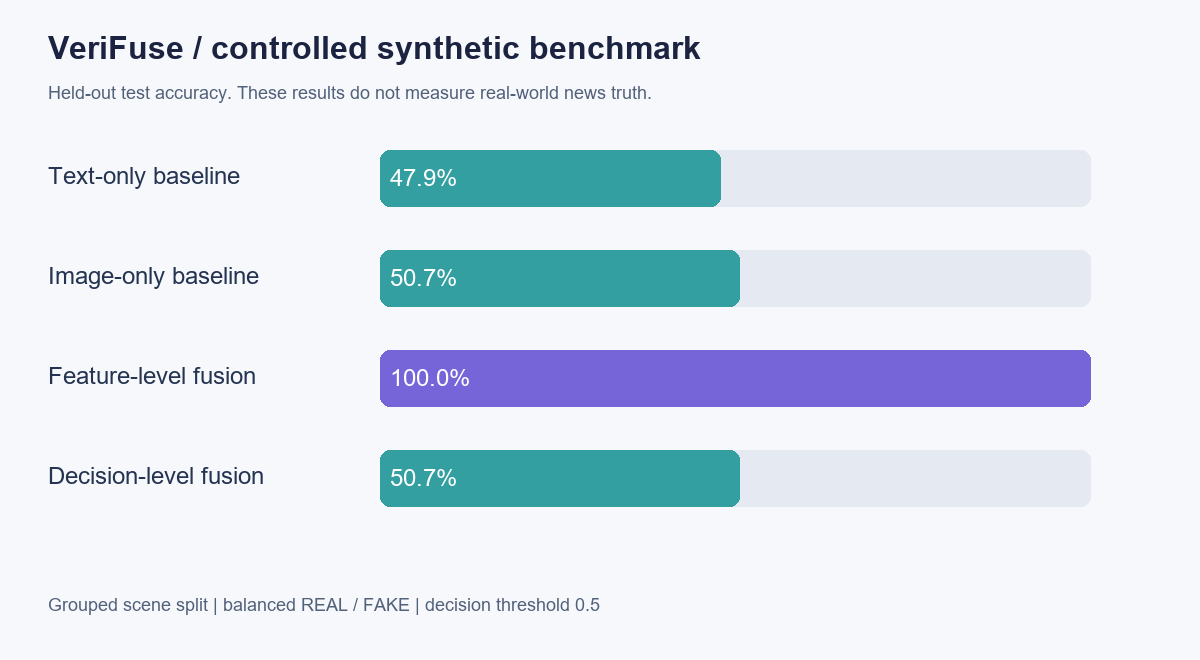 VeriFuse / controlled synthetic benchmark
Held-out test accuracy. These results do not measure real-world news truth.
Text-only baseline 47.9%
Image-only baseline 50.7%
Feature-level fusion 100.0%
Decision-level fusion 50.7%
Grouped scene split | balanced REAL / FAKE | decision threshold 0.5